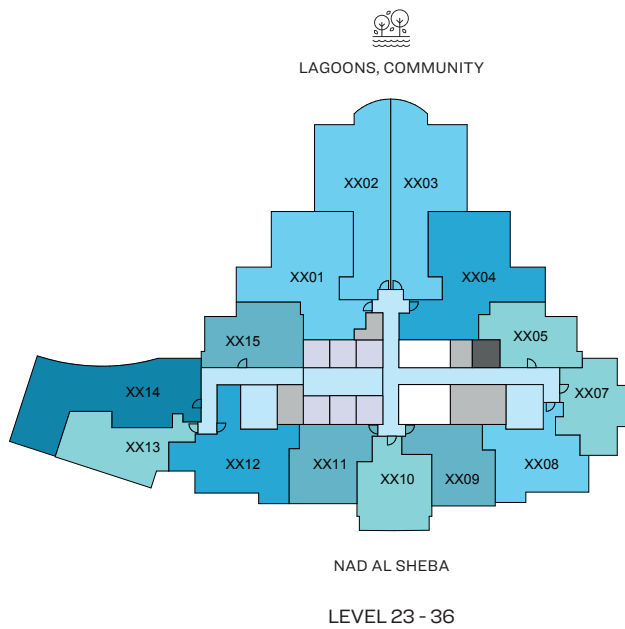 LAGOONS, COMMUNITY
XX02
XX03
XX01
XX04
XX05
XX15
XX14
XX07
XX13
XX12
XX11
XX10
XX09
XX08
NAD AL SHEBA
LEVEL 23 - 36